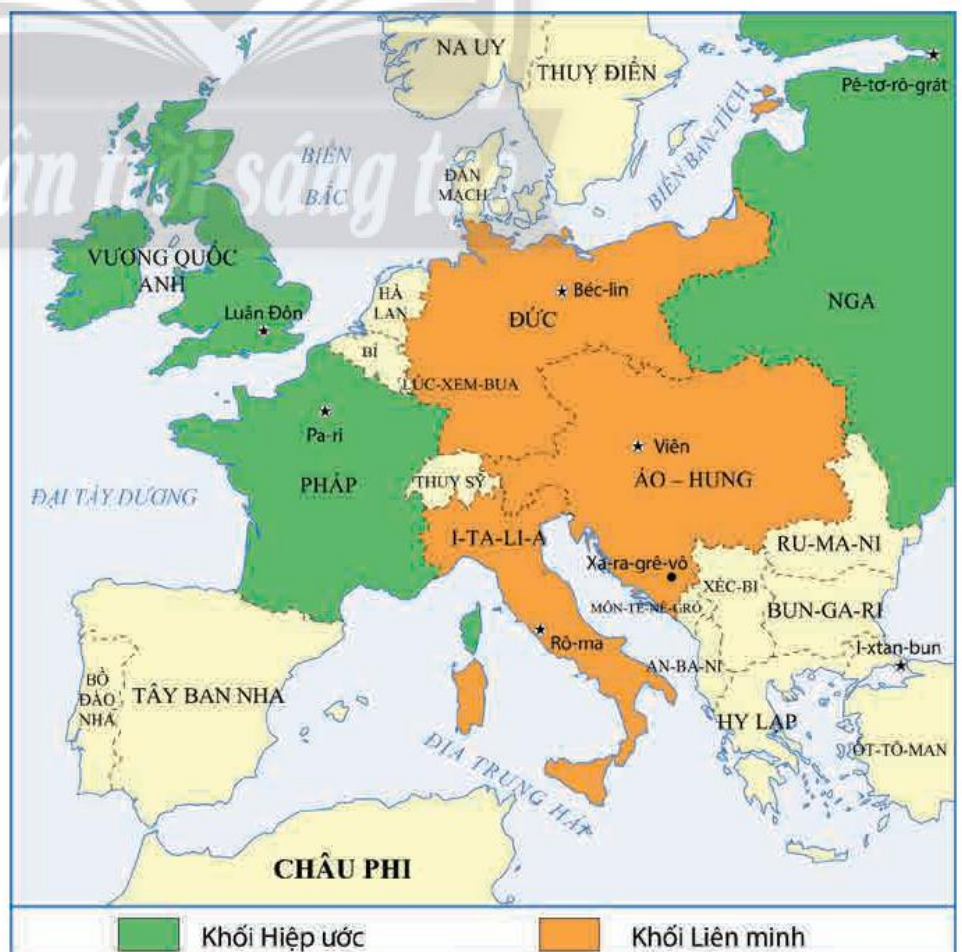 NA UY
THUỴ ĐIỂN
Pê-tơ-rô-grát
BIỂN BAN-TÍCH
BIỂN
BẮC
ĐAN
MẠCH
VƯƠNG QUỐC
ANH
Luân Đôn
HÀ
LAN
BỈ
LÚC-XEM-BUA
Béc-lin
ĐỨC
NGA
Pa-ri
PHÁP
THUỴ SỸ
Viên
ÁO – HUNG
ĐẠI TÂY DƯƠNG
I-TA-LI-A
Xa-ra-grê-vô
RU-MA-NI
XÉC-BI
MÔN-TÊ-NÊ-GRÔ
BUN-GA-RI
I-xtan-bun
Rô-ma
AN-BA-NI
BỒ
ĐÀO
NHA
TÂY BAN NHA
HY LẠP
ỐT-TÔ-MAN
ĐỊA TRUNG HẢI
CHÂU PHI
Khối Hiệp ước
Khối Liên minh